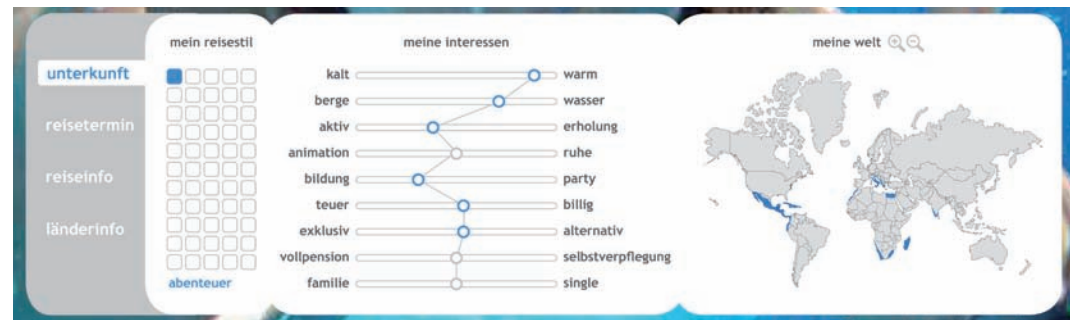 unterkunft
reisetermin
reiseinfo
länderinfo
mein reisestil
abenteuer
meine interessen
kalt warm
berge wasser
aktiv erholung
animation ruhe
bildung party
teuer billig
exklusiv alternativ
vollpension selbstverpflegung
familie single
meine welt